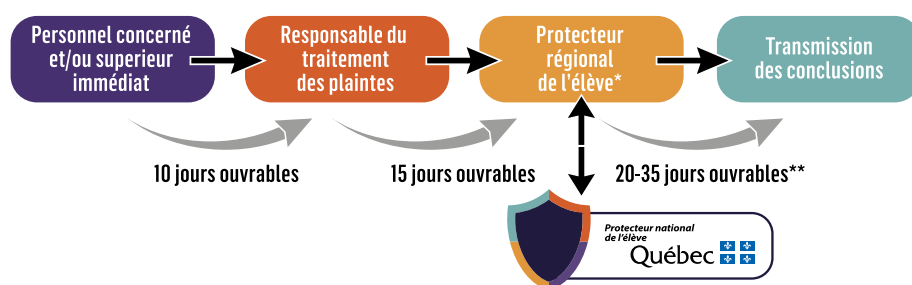 Personnel concerné
et/ou superieur
immédiat
Responsable du
traitement
des plaintes
Protecteur
régional
de l'élève*
Transmission
des conclusions
10 jours ouvrables
15 jours ouvrables
20-35 jours ouvrables**
Protecteur national
de l'élève
Québec